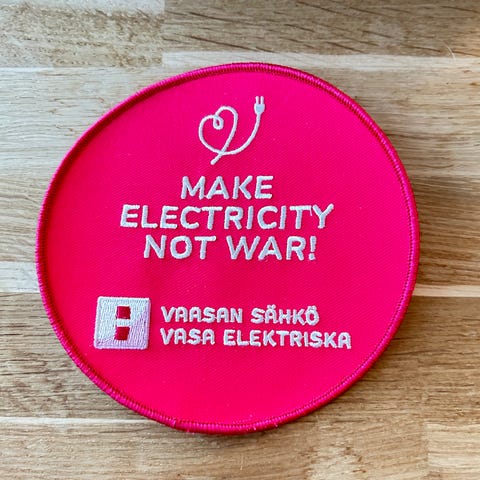 MAKE
ELECTRICITY
NOT WAR!
VAASAN SÄHKÖ
VASA ELEKTRISKA